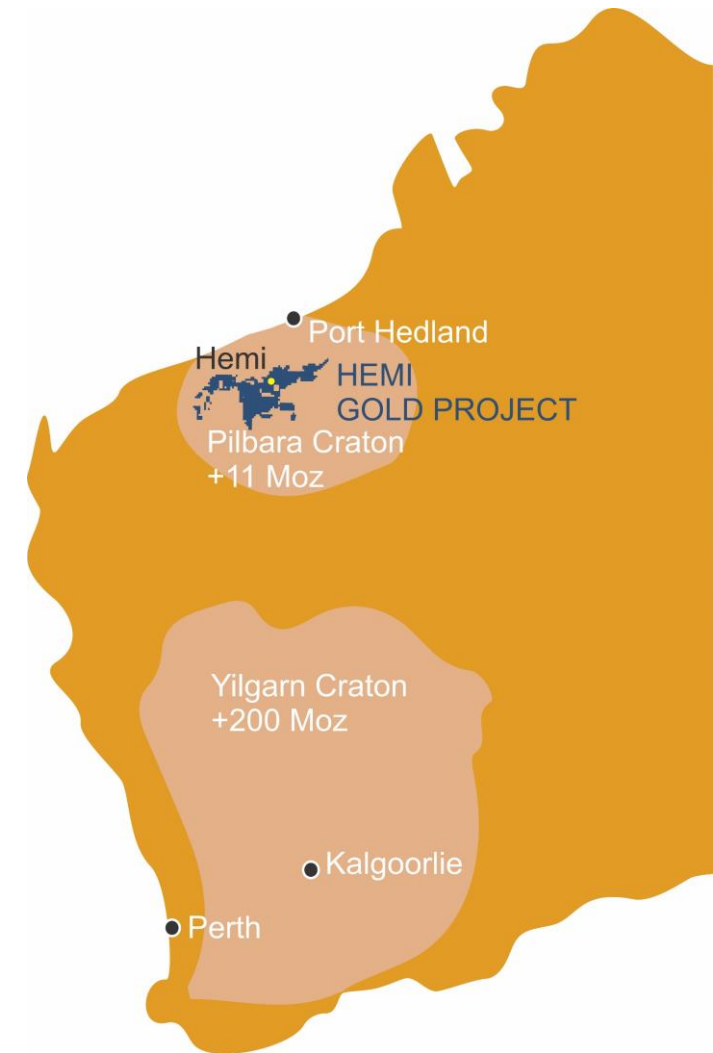 Port Hedland
Hemi
HEMI
GOLD PROJECT
Pilbara Craton
+11 Moz
Yilgarn Craton
+200 Moz
Kalgoorlie
Perth